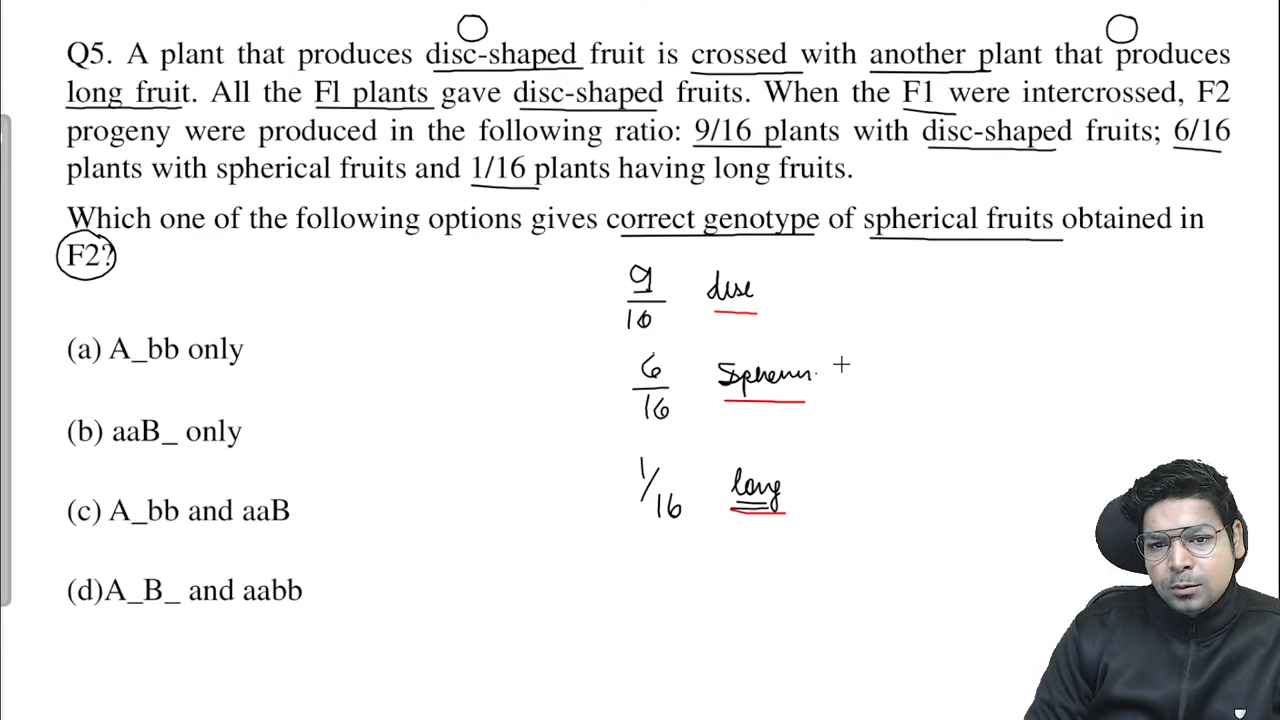 Q5. A plant that produces disc-shaped fruit is crossed with another plant that produces
long fruit. All the Fl plants gave disc-shaped fruits. When the F1 were intercrossed, F2
progeny were produced in the following ratio: 9/16 plants with disc-shaped fruits; 6/16
plants with spherical fruits and 1/16 plants having long fruits.
Which one of the following options gives correct genotype of spherical fruits obtained in
F2?
(a) A_bb only
(b) aaB_ only
(c) A_bb and aaB
(d)A_B_ and aabb
9/16 disc
6/16
1/16 long